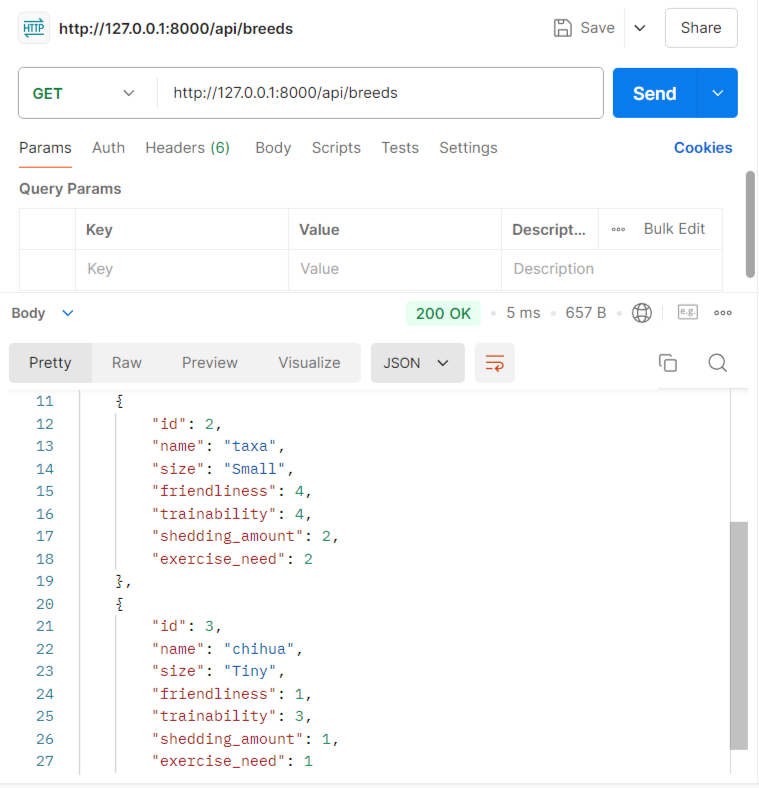 HTTP http://127.0.0.1:8000/api/breeds Save Share
GET http://127.0.0.1:8000/api/breeds Send
Params Auth Headers (6) Body Scripts Tests Settings Cookies
Query Params
Key Value Descript... Bulk Edit
Key Value Description
Body 200 OK 5 ms 657 B e.g.
Pretty Raw Preview Visualize JSON
11 {
12 "id": 2,
13 "name": "taxa",
14 "size": "Small",
15 "friendliness": 4,
16 "trainability": 4,
17 "shedding_amount": 2,
18 "exercise_need": 2
19 },
20 {
21 "id": 3,
22 "name": "chihua",
23 "size": "Tiny",
24 "friendliness": 1,
25 "trainability": 3,
26 "shedding_amount": 1,
27 "exercise_need": 1